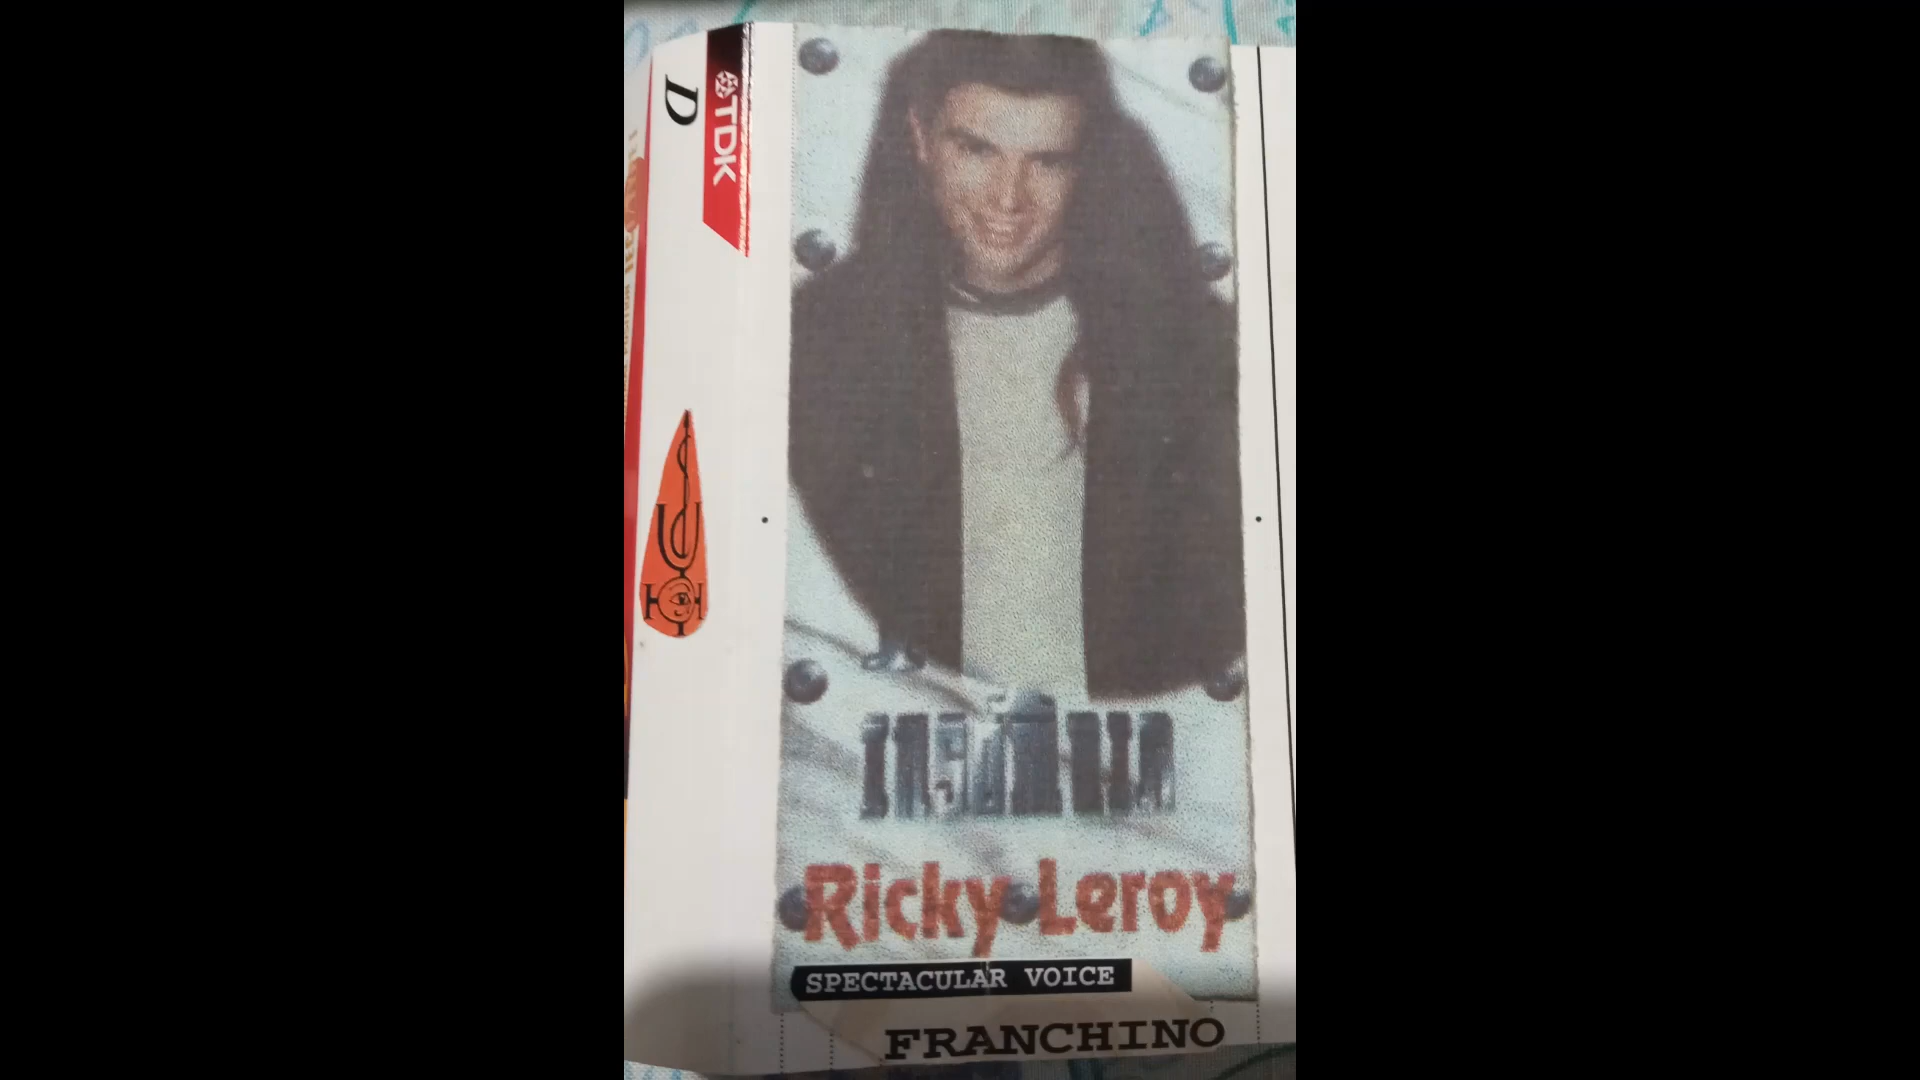 TDK
D
insomnia
Ricky Leroy
SPECTACULAR VOICE
FRANCHINO